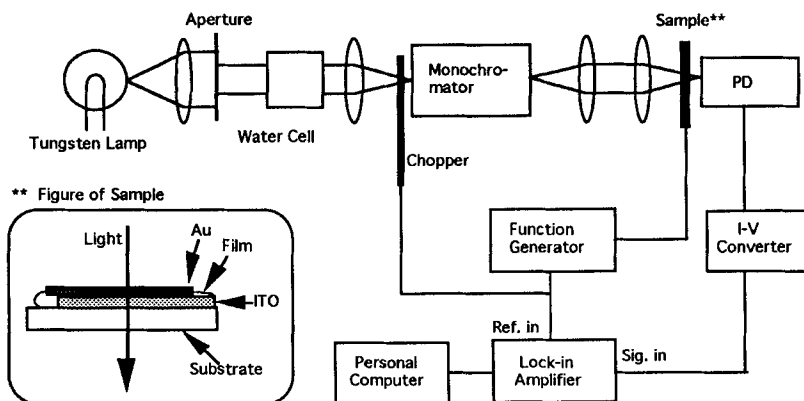 Aperture
Sample**
Monochro-
mator
PD
Tungsten Lamp
Water Cell
Chopper
** Figure of Sample
Light
Au
Film
ITO
Substrate
Function
Generator
I-V
Converter
Ref. in
Personal
Computer
Lock-in
Amplifier
Sig. in